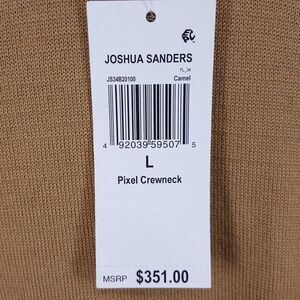 JOSHUA SANDERS
FL_34
JS34B20100 Camel
4 92039 59507 5
L
Pixel Crewneck
MSRP $351.00